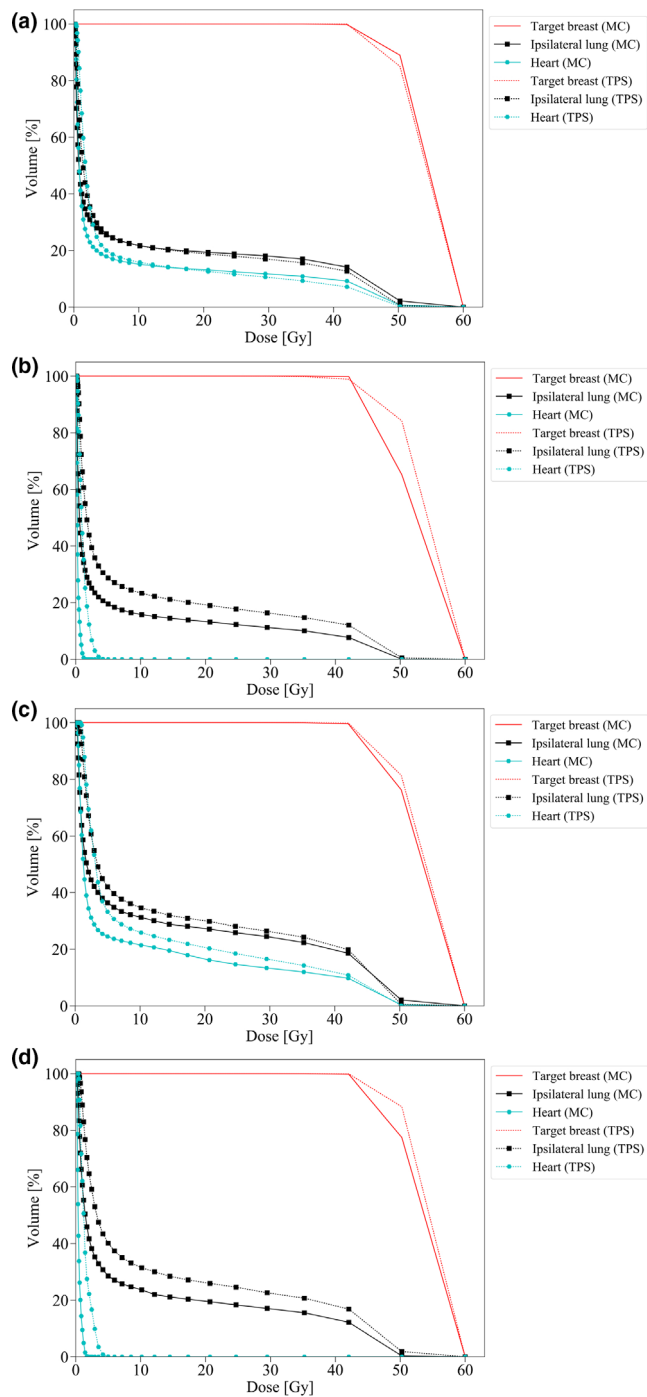 (a)
100
80
60
40
20
0
Volume [%]
0 10 20 30 40 50 60
Dose [Gy]
Target breast (MC)
Ipsilateral lung (MC)
Heart (MC)
Target breast (TPS)
Ipsilateral lung (TPS)
Heart (TPS)
(b)
100
80
60
40
20
0
Volume [%]
0 10 20 30 40 50 60
Dose [Gy]
Target breast (MC)
Ipsilateral lung (MC)
Heart (MC)
Target breast (TPS)
Ipsilateral lung (TPS)
Heart (TPS)
(c)
100
80
60
40
20
0
Volume [%]
0 10 20 30 40 50 60
Dose [Gy]
Target breast (MC)
Ipsilateral lung (MC)
Heart (MC)
Target breast (TPS)
Ipsilateral lung (TPS)
Heart (TPS)
(d)
100
80
60
40
20
0
Volume [%]
0 10 20 30 40 50 60
Dose [Gy]
Target breast (MC)
Ipsilateral lung (MC)
Heart (MC)
Target breast (TPS)
Ipsilateral lung (TPS)
Heart (TPS)